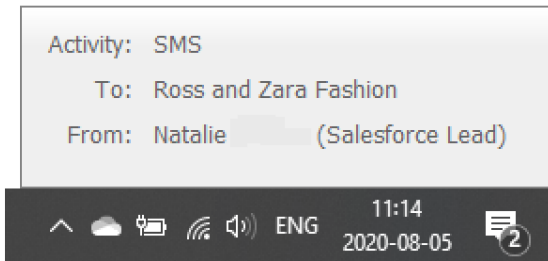 Activity: SMS
To: Ross and Zara Fashion
From: Natalie (Salesforce Lead)
11:14
ENG
2020-08-05
2